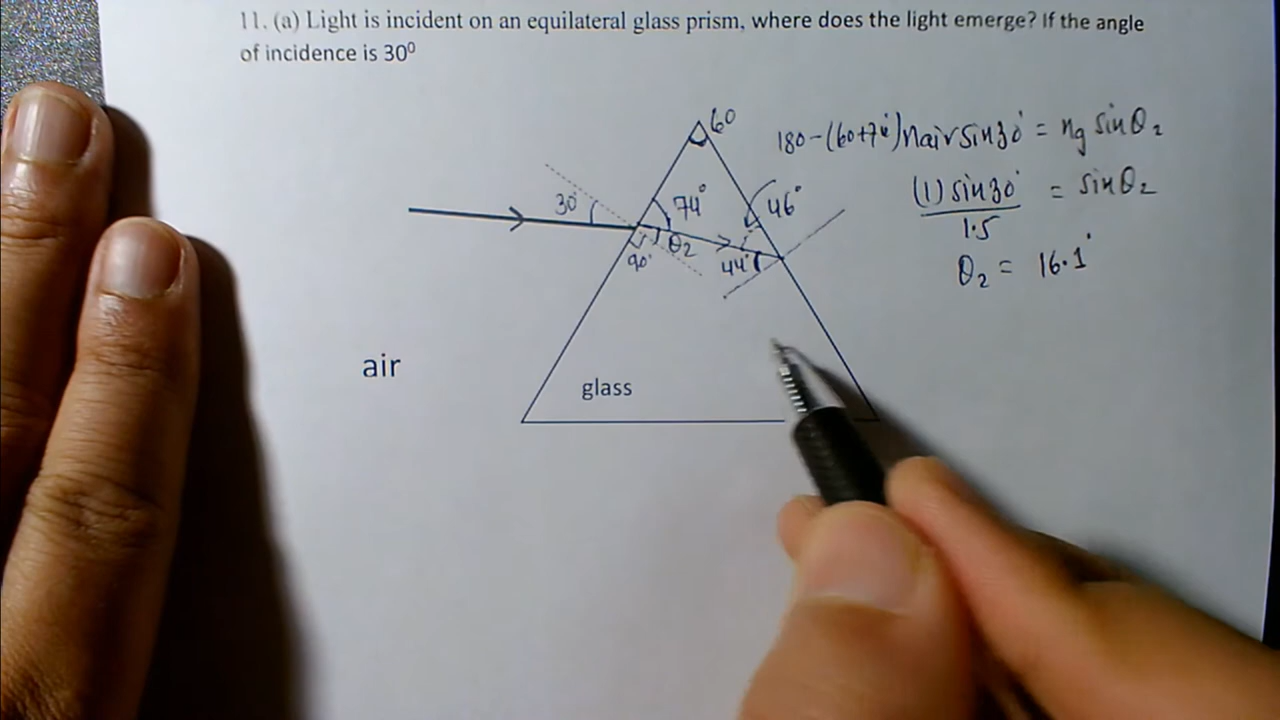 11. (a) Light is incident on an equilateral glass prism, where does the light emerge? If the angle
of incidence is 30⁰
60
180-(60+74°) nair sin30° = ng sinθ2
(1) sin30° = sinθ2
1.5
θ2 = 16.1°
30°
74°
46°
θ2
90°
44°
air
glass